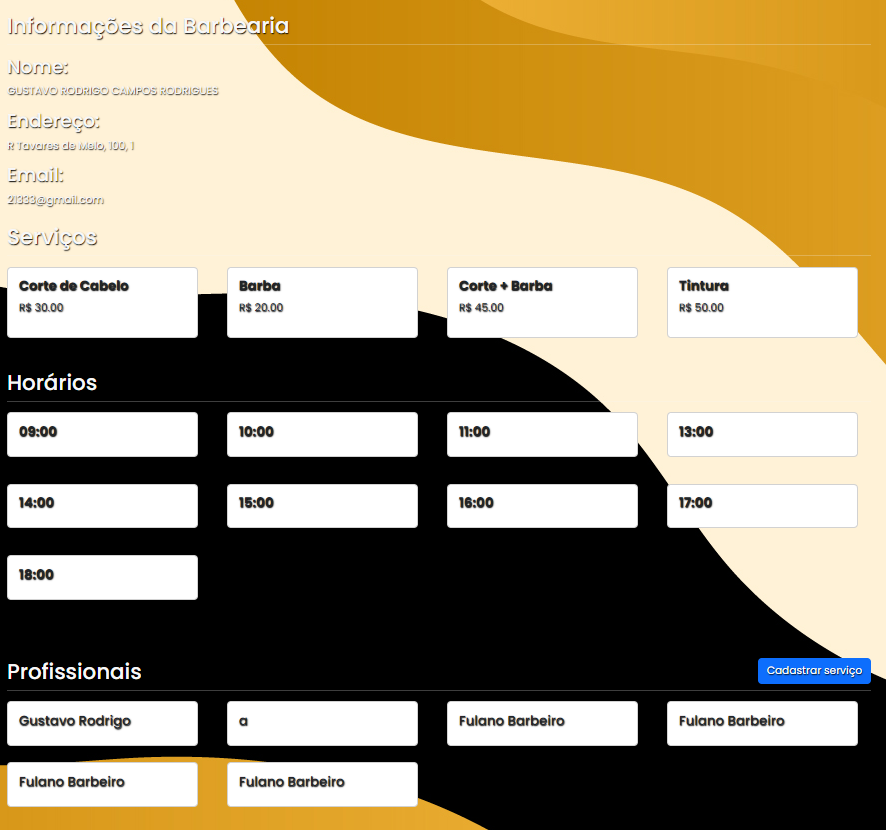 Informações da Barbearia
Nome:
GUSTAVO RODRIGO CAMPOS RODRIGUES
Endereço:
R Tavares de Melo, 100, 1
Email:
21333@gmail.com
Serviços
Corte de Cabelo
R$ 30.00
Barba
R$ 20.00
Corte + Barba
R$ 45.00
Tintura
R$ 50.00
Horários
09:00
10:00
11:00
13:00
14:00
15:00
16:00
17:00
18:00
Profissionais
Cadastrar serviço
Gustavo Rodrigo
a
Fulano Barbeiro
Fulano Barbeiro
Fulano Barbeiro
Fulano Barbeiro